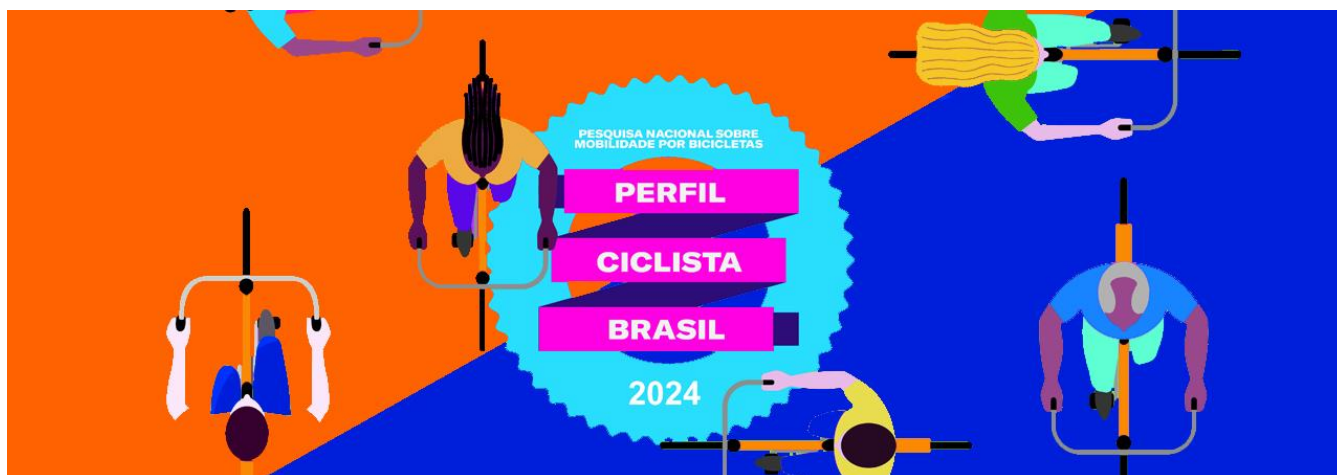 PESQUISA NACIONAL SOBRE
MOBILIDADE POR BICICLETAS
PERFIL
CICLISTA
BRASIL
2024